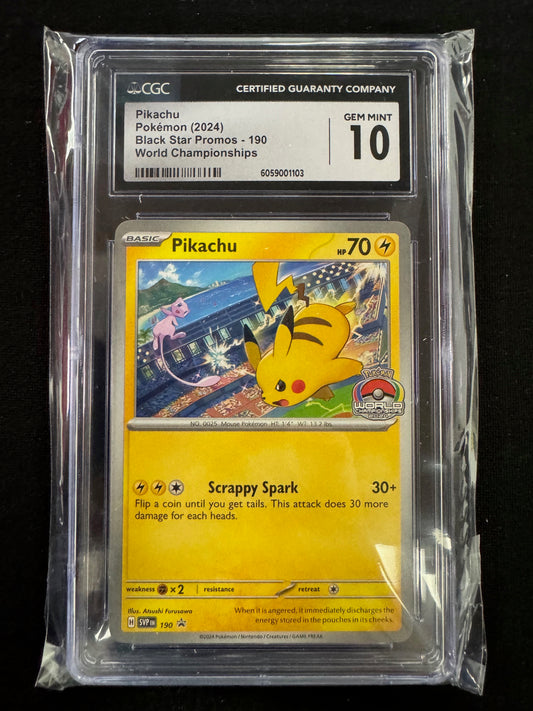 CGC
CERTIFIED GUARANTY COMPANY
Pikachu
Pokémon (2024)
Black Star Promos - 190
World Championships
GEM MINT
10
6059001103
BASIC
Pikachu
HP 70
Pokémon
WORLD
CHAMPIONSHIPS
NO. 0025 Mouse Pokémon HT: 1'4" WT: 13.2 lbs.
Scrappy Spark 30+
Flip a coin until you get tails. This attack does 30 more
damage for each heads.
weakness ×2 resistance retreat
Illus. Atsushi Furusawa
H SVP EN 190
When it is angered, it immediately discharges the
energy stored in the pouches in its cheeks.
©2024 Pokémon / Nintendo / Creatures / GAME FREAK